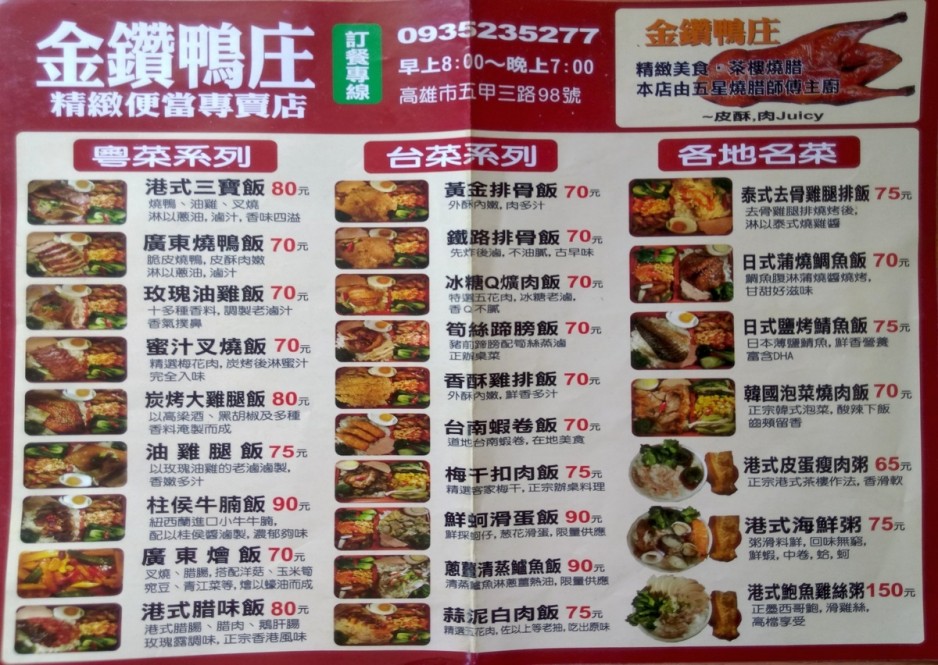 金鑽鴨庄
精緻便當專賣店
訂餐專線
0935235277
早上8:00～晚上7:00
高雄市五甲三路98號
金鑽鴨庄
精緻美食·茶樓燒腊
本店由五星燒腊師傅主廚
~皮酥,肉Juicy
粵菜系列
港式三寶飯 80元
燒鴨、油雞、叉燒
淋以蔥油,滷汁,香味四溢
廣東燒鴨飯 70元
脆皮燒鴨,皮酥肉嫩
淋以蔥油,滷汁
玫瑰油雞飯 70元
十多種香料,調製老滷汁
香氣撲鼻
蜜汁叉燒飯 70元
精選梅花肉,炭烤後淋蜜汁
完全入味
炭烤大雞腿飯 80元
以高梁酒、黑胡椒及多種
香料淹製而成
油雞腿飯 75元
以玫瑰油雞的老滷滷製,
香嫩多汁
柱侯牛腩飯 90元
紐西蘭進口小牛牛腩,
配以桂侯醬滷製,濃郁夠味
廣東燴飯 70元
叉燒、腊腸,搭配洋菇、玉米筍
宛豆、青江菜等,熗以蠔油而成
港式腊味飯 80元
港式腊腸、腊肉、鵝肝腸
玫瑰露調味,正宗香港風味
台菜系列
黃金排骨飯 70元
外酥內嫩,肉多汁
鐵路排骨飯 70元
先炸後滷,不油膩,古早味
冰糖Q爌肉飯 70元
特選五花肉,冰糖老滷,
香Q不膩
筍絲蹄膀飯 70元
豬前蹄膀配筍絲蒸滷
正辦桌菜
香酥雞排飯 70元
外酥內嫩,鮮香多汁
台南蝦卷飯 70元
道地台南蝦卷,在地美食
梅干扣肉飯 75元
精選客家梅干,正宗辦桌料理
鮮蚵滑蛋飯 90元
鮮採蚵仔,蔥花滑蛋,限量供應
清蒸鱸魚飯 90元
清蒸鱸魚淋蔥薑熱油,限量供應
蒜泥白肉飯 75元
精選五花肉,佐以上等老抽,吃出原味
各地名菜
泰式去骨雞腿排飯 75元
去骨雞腿排燒烤後,
淋以泰式燒雞醬
日式蒲燒鯛魚飯 70元
鯛魚腹淋蒲燒醬燒烤,
甘甜好滋味
日式鹽烤鯖魚飯 75元
日本薄鹽鯖魚,鮮香營養
富含DHA
韓國泡菜燒肉飯 70元
正宗韓式泡菜,酸辣下飯
齒頰留香
港式皮蛋瘦肉粥 65元
正宗港式茶樓作法,香滑軟
港式海鮮粥 75元
粥滑料鮮,回味無窮,
鮮蝦、中卷、蛤、蚵
港式鮑魚雞絲粥 150元
正墨西哥鮑,滑雞絲,
高檔享受